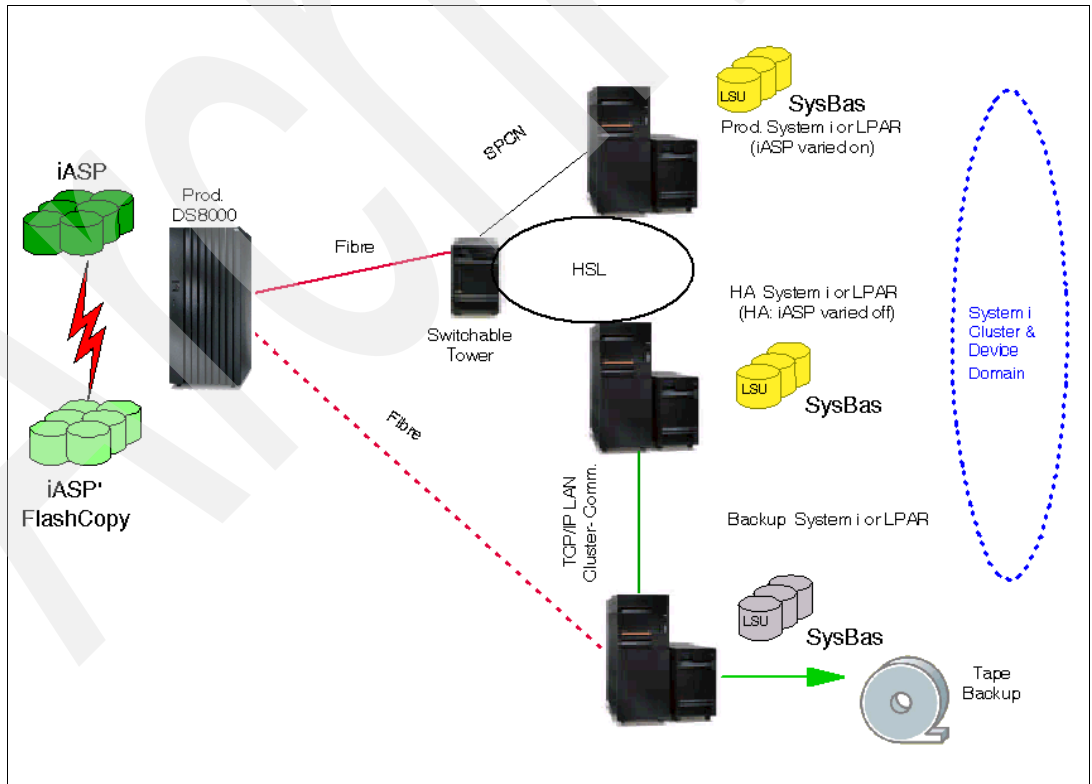 iASP
Prod.
DS8000
Fibre
SPCN
LSU
SysBas
Prod. System i or LPAR
(iASP varied on)
HSL
Switchable
Tower
HA System i or LPAR
(HA: iASP varied off)
LSU
SysBas
System i
Cluster &
Device
Domain
iASP'
FlashCopy
Fibre
TCP/IP LAN
Cluster-Comm.
Backup System i or LPAR
LSU
SysBas
Tape
Backup